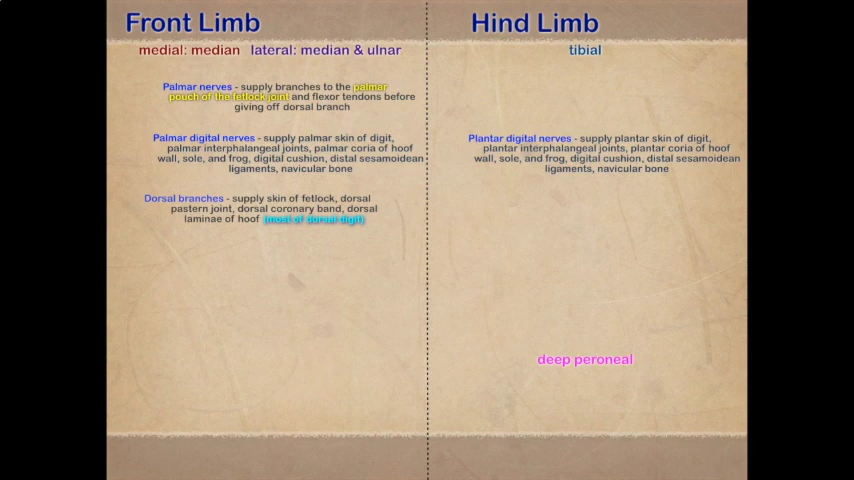 Front Limb
medial: median lateral: median & ulnar
Palmar nerves - supply branches to the palmar
pouch of the fetlock joint and flexor tendons before
giving off dorsal branch
Palmar digital nerves - supply palmar skin of digit,
palmar interphalangeal joints, palmar coria of hoof
wall, sole, and frog, digital cushion, distal sesamoidean
ligaments, navicular bone
Dorsal branches - supply skin of fetlock, dorsal
pastern joint, dorsal coronary band, dorsal
laminae of hoof (most of dorsal digit)
Hind Limb
tibial
Plantar digital nerves - supply plantar skin of digit,
plantar interphalangeal joints, plantar coria of hoof
wall, sole, and frog, digital cushion, distal sesamoidean
ligaments, navicular bone
deep peroneal